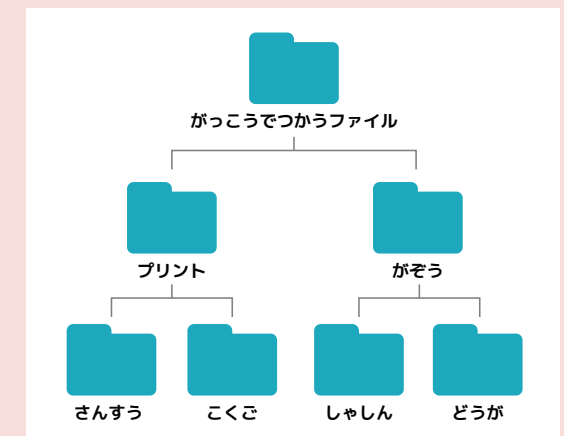 がっこうでつかうファイル
プリント
がぞう
さんすう
こくご
しゃしん
どうが